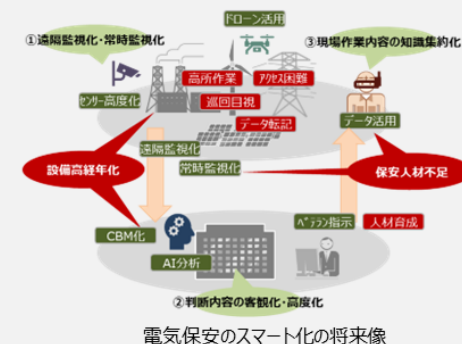 ドローン活用
①遠隔監視化・常時監視化
③現場作業内容の知識集約化
高所作業
アクセス困難
センサー高度化
巡回目視
データ転記
データ活用
遠隔監視化
設備高経年化
常時監視化
保安人材不足
CBM化
ベテラン指示
人材育成
AI分析
②判断内容の客観化・高度化
電気保安のスマート化の将来像